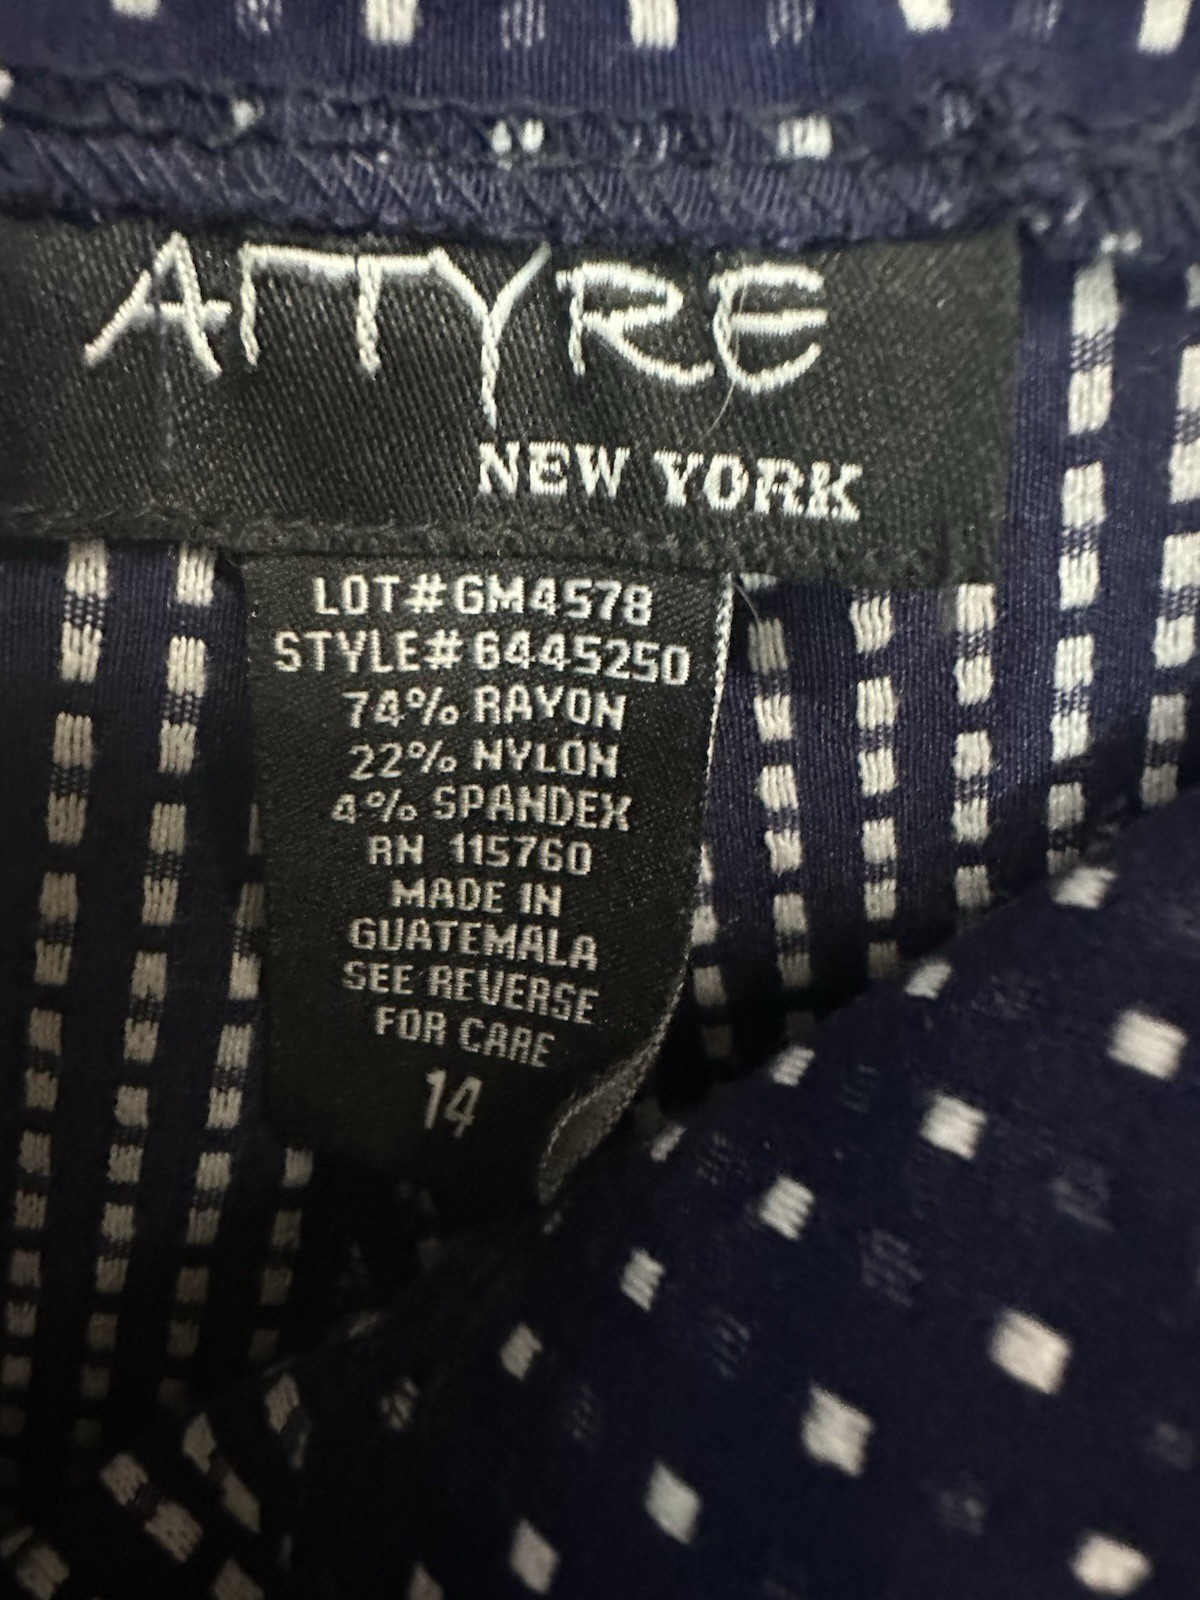 ATTYRE
NEW YORK
LOT#GM4578
STYLE#6445250
74% RAYON
22% NYLON
4% SPANDEX
RN 115760
MADE IN
GUATEMALA
SEE REVERSE
FOR CARE
14